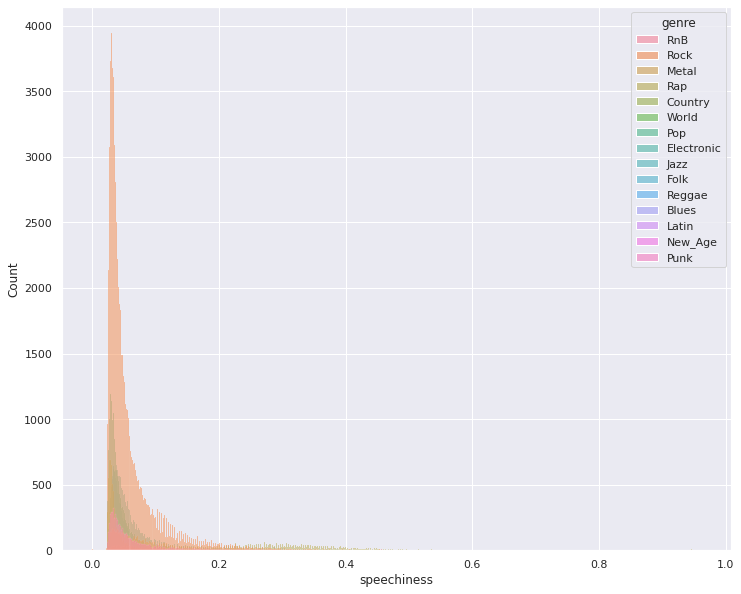 genre
RnB
Rock
Metal
Rap
Country
World
Pop
Electronic
Jazz
Folk
Reggae
Blues
Latin
New_Age
Punk
4000
3500
3000
2500
2000
1500
1000
500
0
Count
0.0 0.2 0.4 0.6 0.8 1.0
speechiness